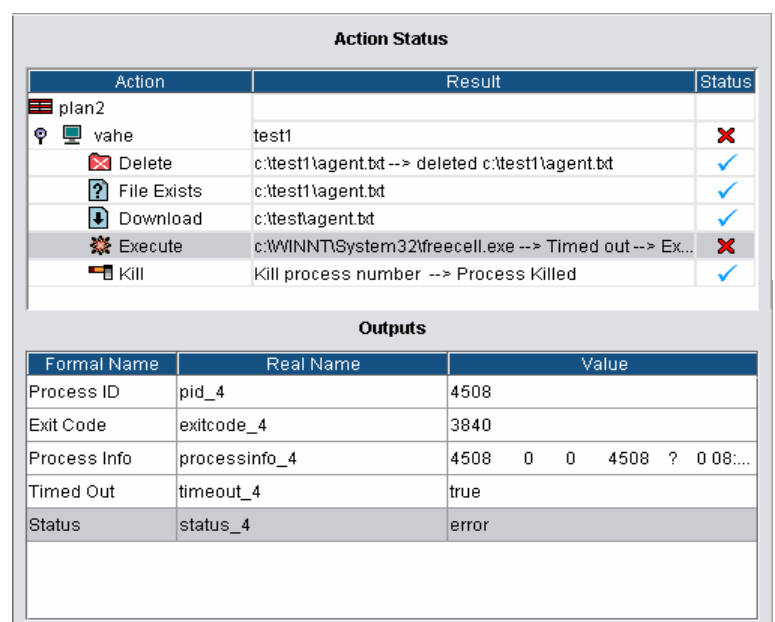 Action Status
Action Result Status
plan2
vahe test1
Delete c:\test1\agent.txt --> deleted c:\test1\agent.txt
File Exists c:\test1\agent.txt
Download c:\test\agent.txt
Execute c:\WINNT\System32\freecell.exe --> Timed out --> Ex...
Kill Kill process number --> Process Killed
Outputs
Formal Name Real Name Value
Process ID pid_4 4508
Exit Code exitcode_4 3840
Process Info processinfo_4 4508 0 0 4508 ? 0 08:...
Timed Out timeout_4 true
Status status_4 error